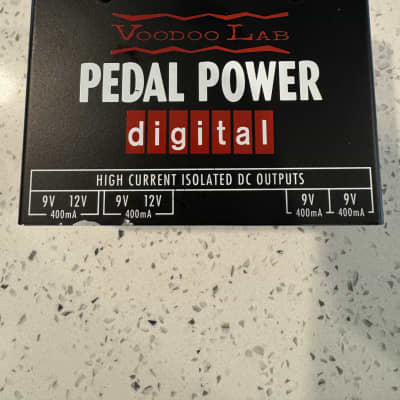 VOODOO LAB
PEDAL POWER
digital
HIGH CURRENT ISOLATED DC OUTPUTS
9V 12V 9V 12V 9V 9V
400mA 400mA 400mA 400mA